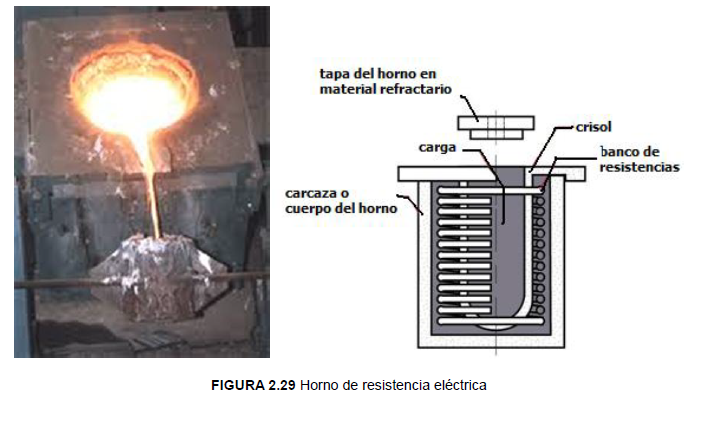 tapa del horno en
material refractario
carga
crisol
banco de
resistencias
carcaza o
cuerpo del horno
FIGURA 2.29 Horno de resistencia eléctrica